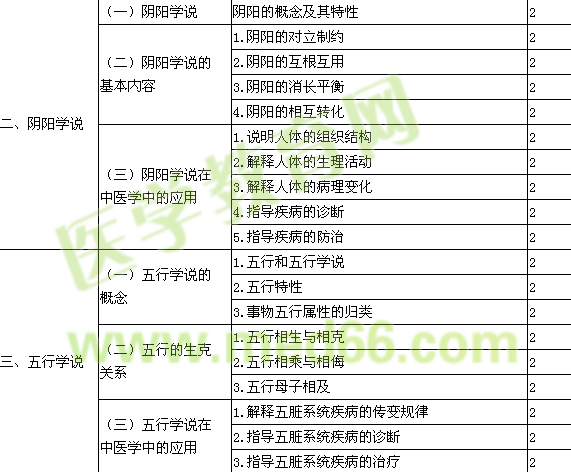 （一）阴阳学说 阴阳的概念及其特性 2
二、阴阳学说
（二）阴阳学说的
基本内容
1.阴阳的对立制约 2
2.阴阳的互根互用 2
3.阴阳的消长平衡 2
4.阴阳的相互转化 2
（三）阴阳学说在
中医学中的应用
1.说明人体的组织结构 2
2.解释人体的生理活动 2
3.解释人体的病理变化 2
4.指导疾病的诊断 2
5.指导疾病的防治 2
三、五行学说
（一）五行学说的
概念
1.五行和五行学说 2
2.五行特性 2
3.事物五行属性的归类 2
（二）五行的生克
关系
1.五行相生与相克 2
2.五行相乘与相侮 2
3.五行母子相及 2
（三）五行学说在
中医学中的应用
1.解释五脏系统疾病的传变规律 2
2.指导五脏系统疾病的诊断 2
3.指导五脏系统疾病的治疗 2
医学教育网
www.med66.com